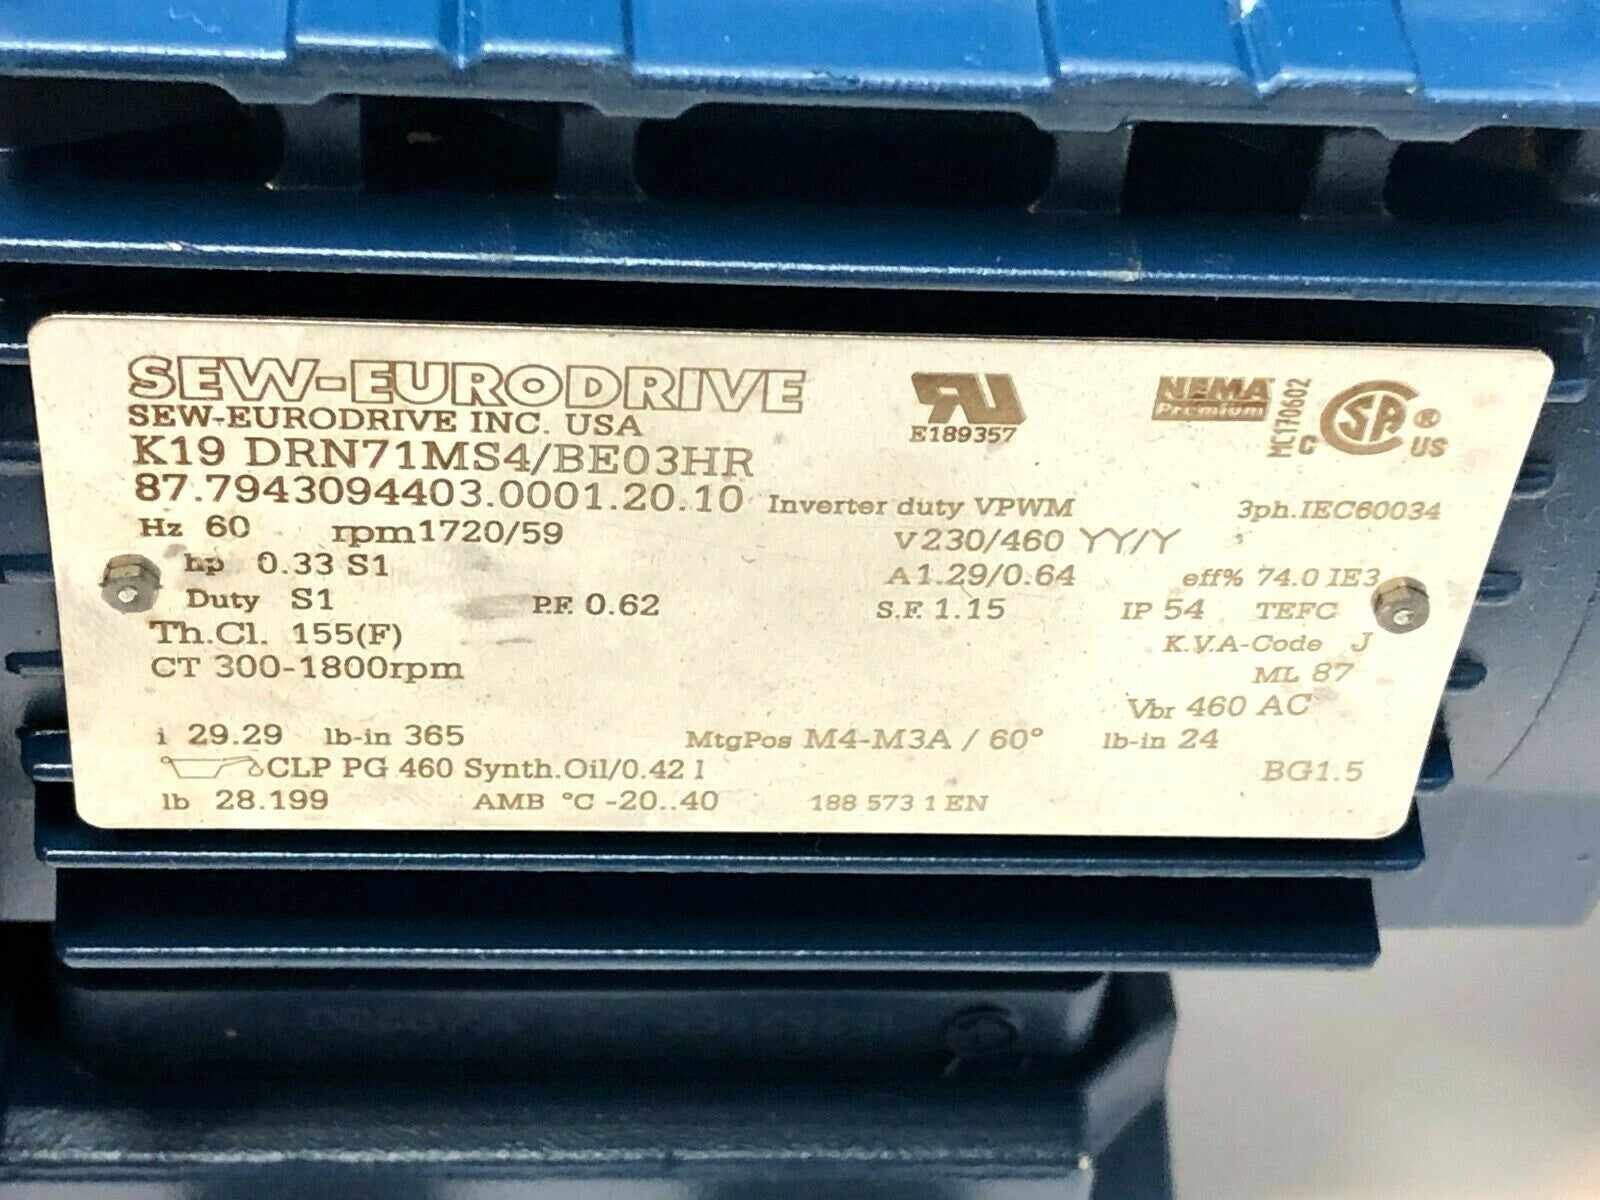 SEW-EURODRIVE
SEW-EURODRIVE INC. USA
E189357
NEMA
Premium
MC170602
C SA ® US
K19 DRN71MS4/BE03HR
87.7943094403.0001.20.10 Inverter duty VPWM 3ph.IEC60034
Hz 60 rpm1720/59 V 230/460 YY/Y
hp 0.33 S1 A 1.29/0.64 eff% 74.0 IE3
Duty S1 P.F. 0.62 S.F. 1.15 IP 54 TEFC
Th.Cl. 155(F) K.V.A-Code J
CT 300-1800rpm ML 87
Vbr 460 AC
i 29.29 lb-in 365 MtgPos M4-M3A / 60° lb-in 24
CLP PG 460 Synth.Oil/0.42 l BG1.5
lb 28.199 AMB °C -20..40 188 573 1 EN